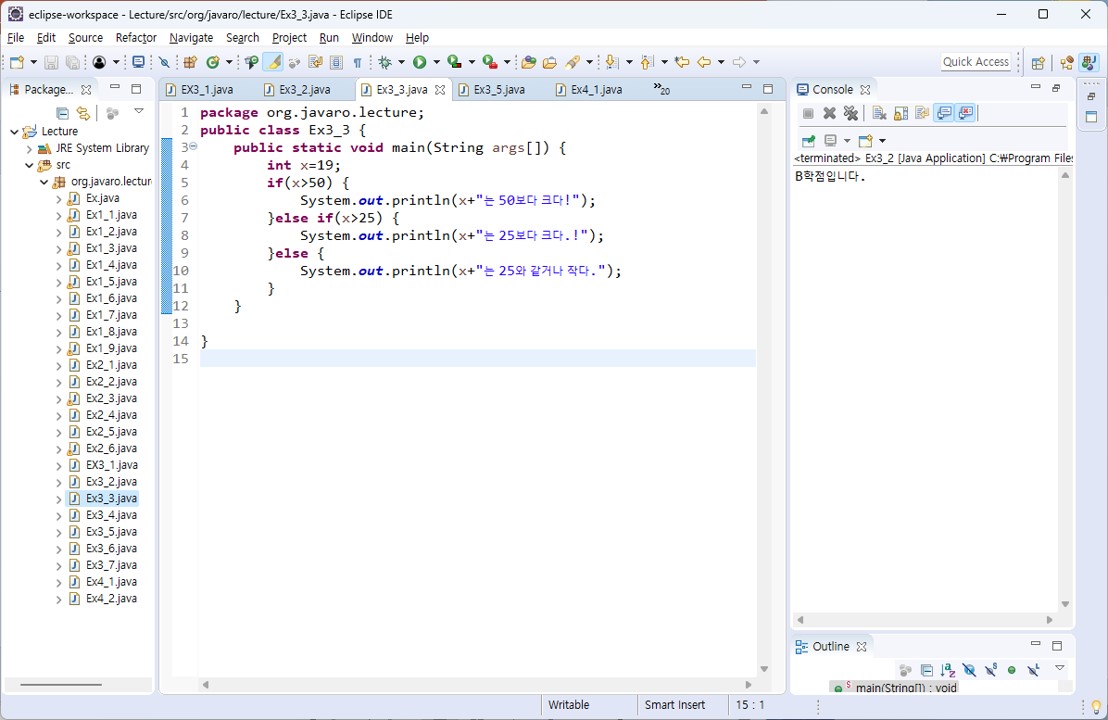 eclipse-workspace - Lecture/src/org/javaro/lecture/Ex3_3.java - Eclipse IDE
File Edit Source Refactor Navigate Search Project Run Window Help
Quick Access
Package...
Lecture
JRE System Library
src
org.javaro.lectur
Ex.java
Ex1_1.java
Ex1_2.java
Ex1_3.java
Ex1_4.java
Ex1_5.java
Ex1_6.java
Ex1_7.java
Ex1_8.java
Ex1_9.java
Ex2_1.java
Ex2_2.java
Ex2_3.java
Ex2_4.java
Ex2_5.java
Ex2_6.java
EX3_1.java
Ex3_2.java
Ex3_3.java
Ex3_4.java
Ex3_5.java
Ex3_6.java
Ex3_7.java
Ex4_1.java
Ex4_2.java
EX3_1.java Ex3_2.java Ex3_3.java Ex3_5.java Ex4_1.java »20
1 package org.javaro.lecture;
2 public class Ex3_3 {
3 public static void main(String args[]) {
4 int x=19;
5 if(x>50) {
6 System.out.println(x+"는 50보다 크다!");
7 }else if(x>25) {
8 System.out.println(x+"는 25보다 크다.!");
9 }else {
10 System.out.println(x+"는 25와 같거나 작다.");
11 }
12 }
13
14 }
15
Console
<terminated> Ex3_2 [Java Application] C:₩Program Files
B학점입니다.
Outline
main(String[]) : void
Writable Smart Insert 15 : 1